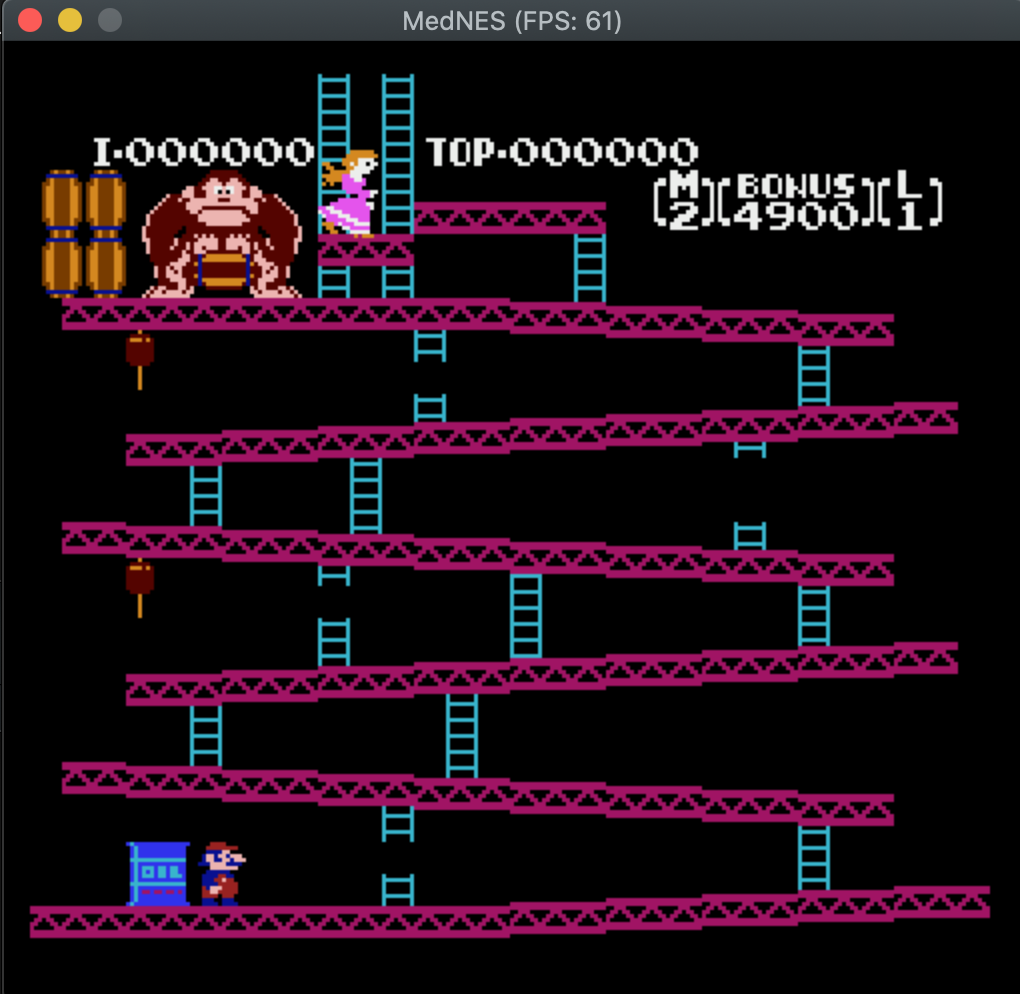 MedNES (FPS: 61)
I-000000 TOP-000000
[M][BONUS][L]
[2][4900][1]
OIL